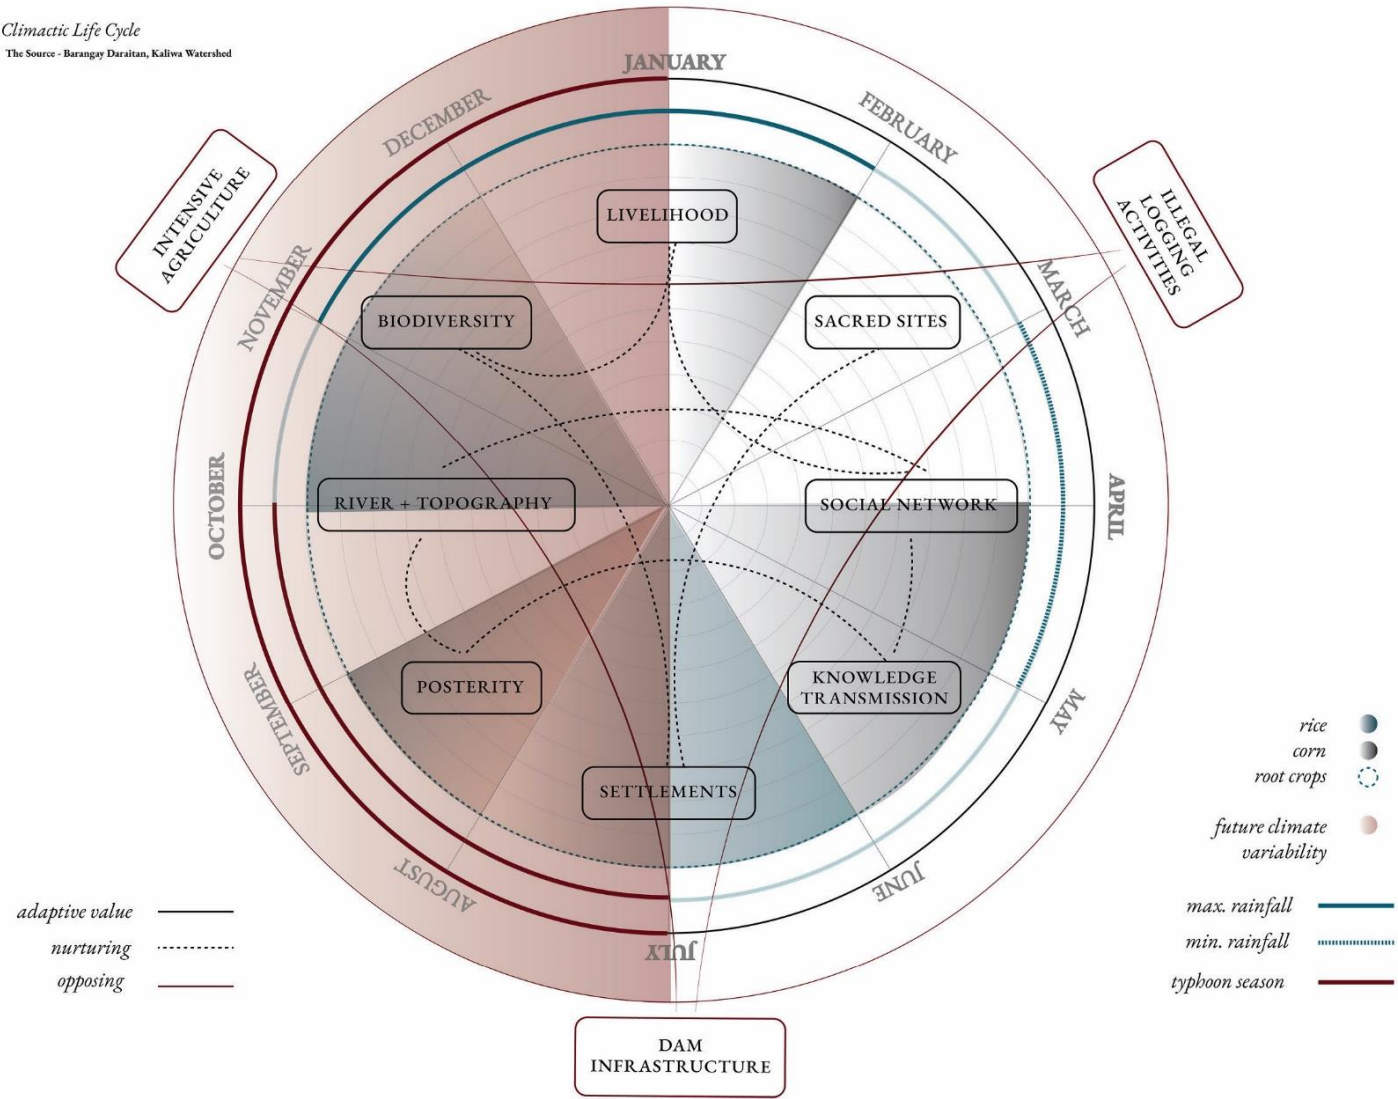 Climactic Life Cycle
The Source - Barangay Daraitan, Kaliwa Watershed
JANUARY
FEBRUARY
MARCH
APRIL
MAY
JUNE
JULY
AUGUST
SEPTEMBER
OCTOBER
NOVEMBER
DECEMBER
INTENSIVE
AGRICULTURE
ILLEGAL
LOGGING
ACTIVITIES
LIVELIHOOD
BIODIVERSITY
SACRED SITES
RIVER + TOPOGRAPHY
SOCIAL NETWORK
POSTERITY
KNOWLEDGE
TRANSMISSION
SETTLEMENTS
DAM
INFRASTRUCTURE
adaptive value
nurturing
opposing
rice
corn
root crops
future climate
variability
max. rainfall
min. rainfall
typhoon season